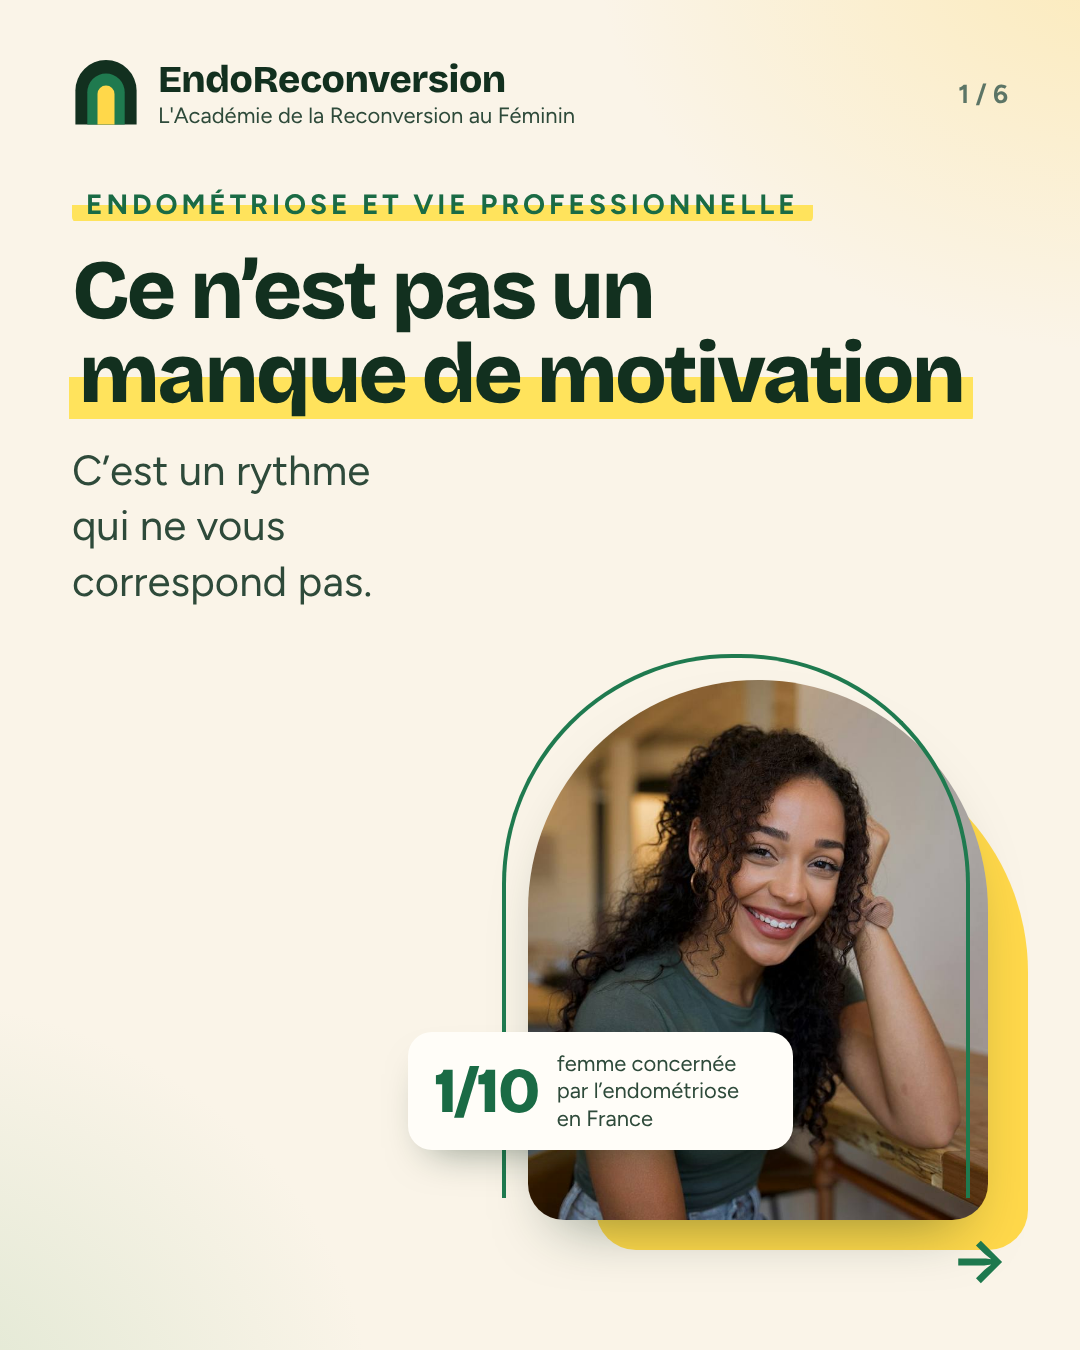 EndoReconversion
L'Académie de la Reconversion au Féminin
1 / 6
ENDOMÉTRIOSE ET VIE PROFESSIONNELLE
Ce n’est pas un
manque de motivation
C’est un rythme
qui ne vous
correspond pas.
1/10
femme concernée
par l’endométriose
en France